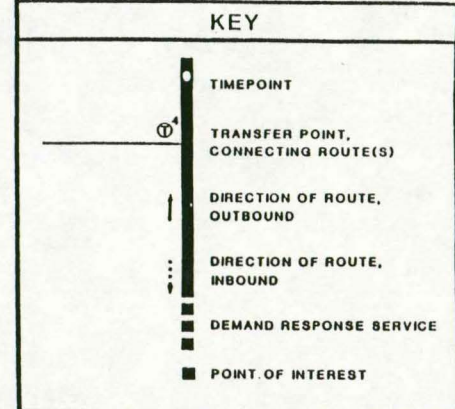 KEY
TIMEPOINT
T 4
TRANSFER POINT,
CONNECTING ROUTE(S)
DIRECTION OF ROUTE,
OUTBOUND
DIRECTION OF ROUTE,
INBOUND
DEMAND RESPONSE SERVICE
POINT.OF INTEREST